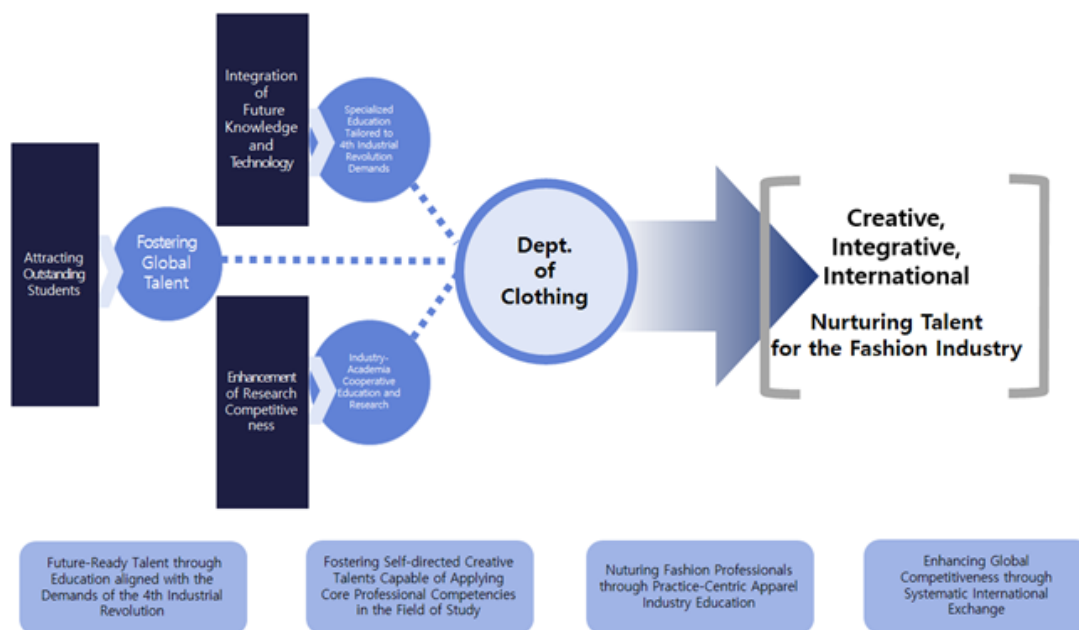 Attracting
Outstanding
Students
Fostering
Global
Talent
Integration
of
Future
Knowledge
and
Technology
Specialized
Education
Tailored to
4th Industrial
Revolution
Demands
Enhancement
of Research
Competitive
ness
Industry-
Academia
Cooperative
Education and
Research
Dept.
of
Clothing
Creative,
Integrative,
International
Nurturing Talent
for the Fashion Industry
Future-Ready Talent through
Education aligned with the
Demands of the 4th Industrial
Revolution
Fostering Self-directed Creative
Talents Capable of Applying
Core Professional Competencies
in the Field of Study
Nuturing Fashion Professionals
through Practice-Centric Apparel
Industry Education
Enhancing Global
Competitiveness through
Systematic International
Exchange